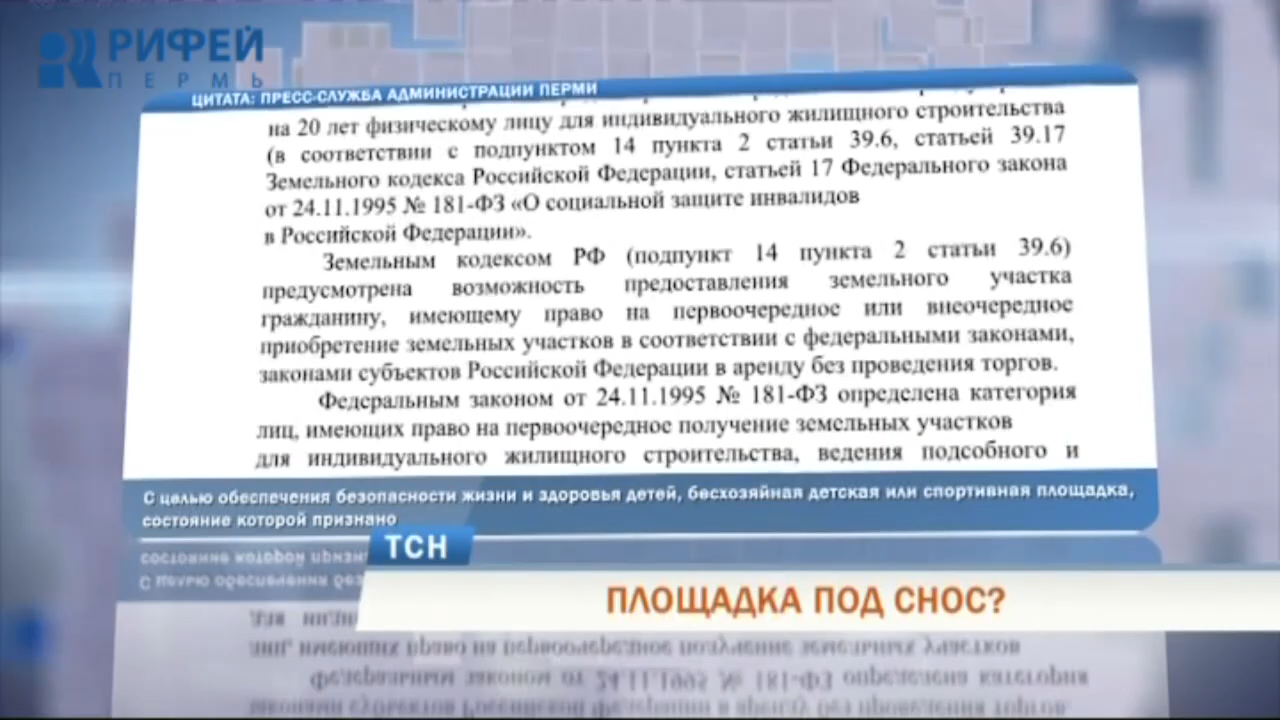 РИФЕЙ
ПЕРМЬ
ЦИТАТА: ПРЕСС-СЛУЖБА АДМИНИСТРАЦИИ ПЕРМИ
на 20 лет физическому лицу для индивидуального жилищного строительства
(в соответствии с подпунктом 14 пункта 2 статьи 39.6, статьей 39.17
Земельного кодекса Российской Федерации, статьей 17 Федерального закона
от 24.11.1995 № 181-ФЗ «О социальной защите инвалидов
в Российской Федерации».
Земельным кодексом РФ (подпункт 14 пункта 2 статьи 39.6)
предусмотрена возможность предоставления земельного участка
гражданину, имеющему право на первоочередное или внеочередное
приобретение земельных участков в соответствии с федеральными законами,
законами субъектов Российской Федерации в аренду без проведения торгов.
Федеральным законом от 24.11.1995 № 181-ФЗ определена категория
лиц, имеющих право на первоочередное получение земельных участков
для индивидуального жилищного строительства, ведения подсобного и
С целью обеспечения безопасности жизни и здоровья детей, бесхозяйная детская или спортивная площадка,
состояние которой признано
ТСН
ПЛОЩАДКА ПОД СНОС?